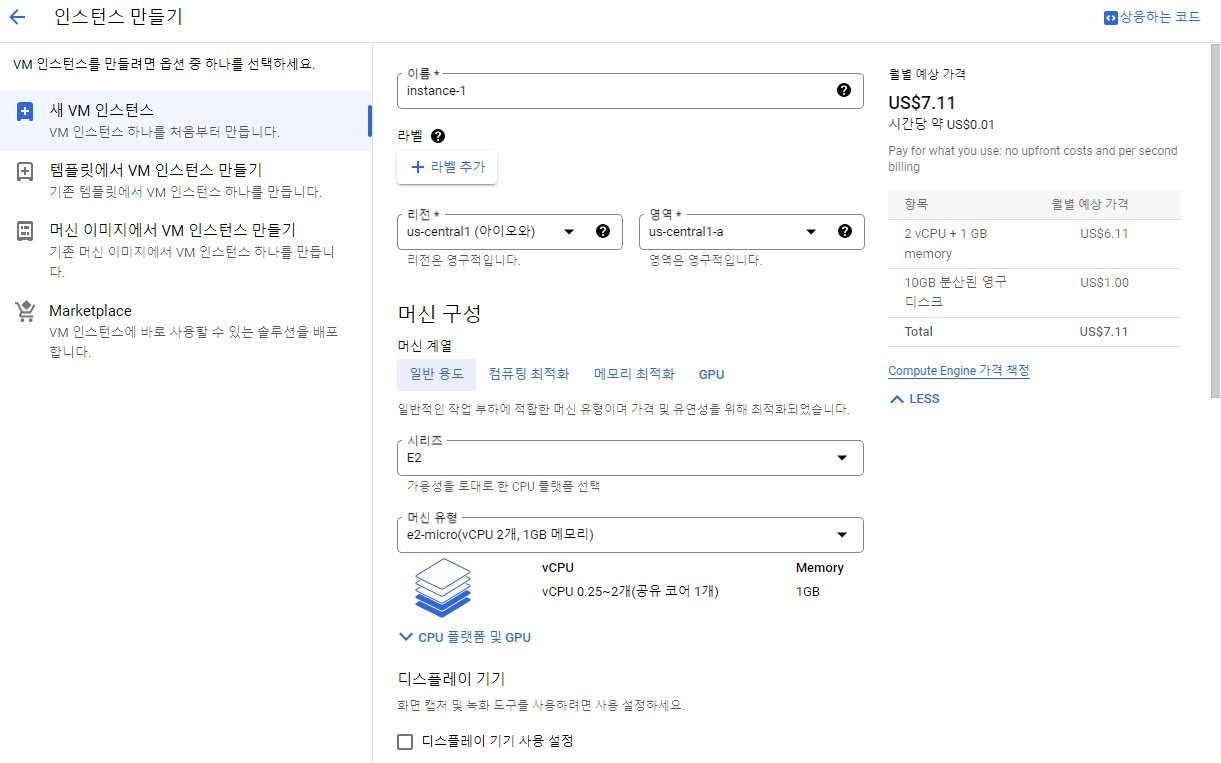 인스턴스 만들기
상응하는 코드
VM 인스턴스를 만들려면 옵션 중 하나를 선택하세요.
새 VM 인스턴스
VM 인스턴스 하나를 처음부터 만듭니다.
템플릿에서 VM 인스턴스 만들기
기존 템플릿에서 VM 인스턴스 하나를 만듭니다.
머신 이미지에서 VM 인스턴스 만들기
기존 머신 이미지에서 VM 인스턴스 하나를 만듭니
다.
Marketplace
VM 인스턴스에 바로 사용할 수 있는 솔루션을 배포
합니다.
이름 *
instance-1
라벨
라벨 추가
리전 *
us-central1 (아이오와)
리전은 영구적입니다.
영역 *
us-central1-a
영역은 영구적입니다.
머신 구성
머신 계열
일반 용도 컴퓨팅 최적화 메모리 최적화 GPU
일반적인 작업 부하에 적합한 머신 유형이며 가격 및 유연성을 위해 최적화되었습니다.
시리즈
E2
가용성을 토대로 한 CPU 플랫폼 선택
머신 유형
e2-micro(vCPU 2개, 1GB 메모리)
vCPU Memory
vCPU 0.25~2개(공유 코어 1개) 1GB
CPU 플랫폼 및 GPU
디스플레이 기기
화면 캡처 및 녹화 도구를 사용하려면 사용 설정하세요.
디스플레이 기기 사용 설정
월별 예상 가격
US$7.11
시간당 약 US$0.01
Pay for what you use: no upfront costs and per second
billing
항목 월별 예상 가격
2 vCPU + 1 GB US$6.11
memory
10GB 분산된 영구 US$1.00
디스크
Total US$7.11
Compute Engine 가격 책정
LESS